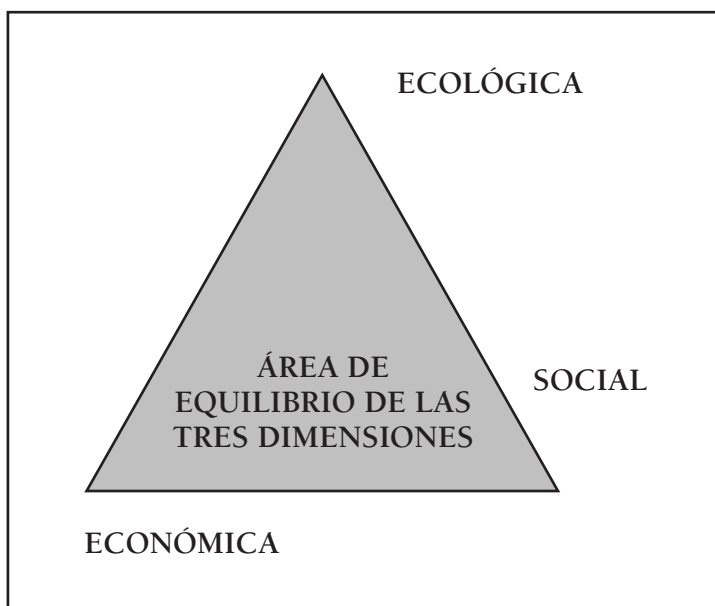 ECOLÓGICA
ÁREA DE
EQUILIBRIO DE LAS
TRES DIMENSIONES
SOCIAL
ECONÓMICA